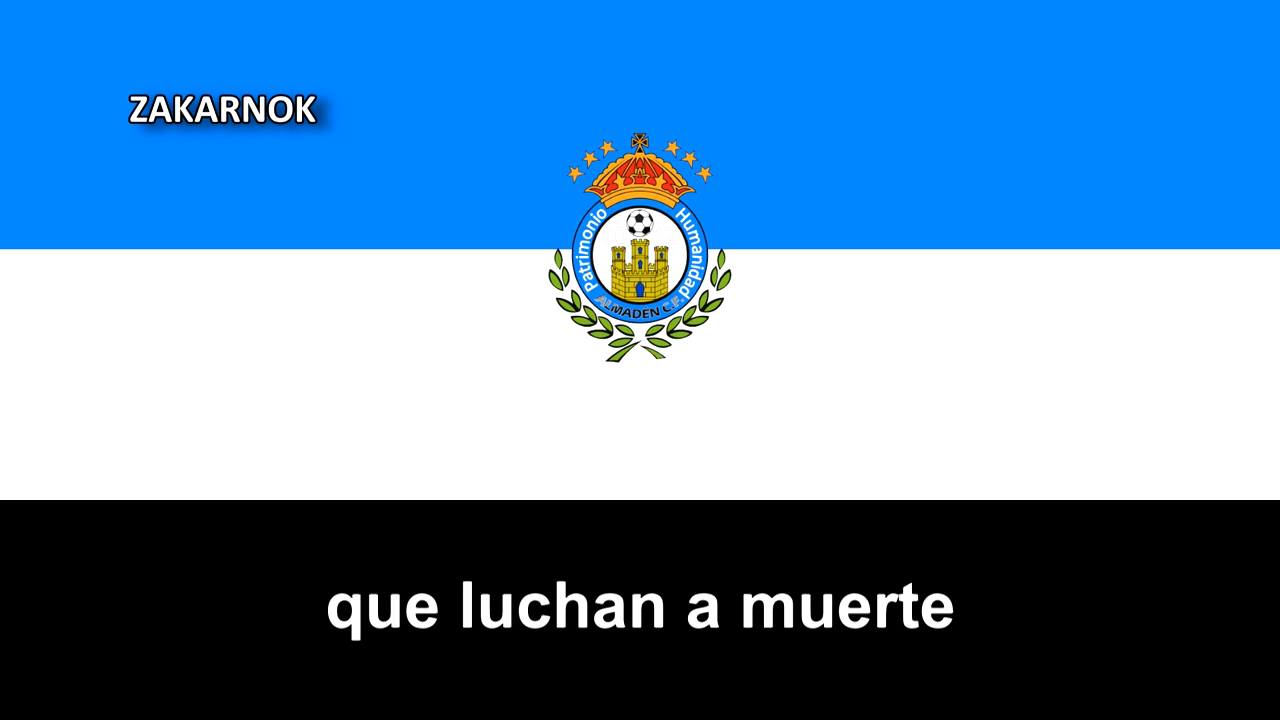 ZAKARNOK
Patrimonio Humanidad
ALMADEN C.F.
que luchan a muerte